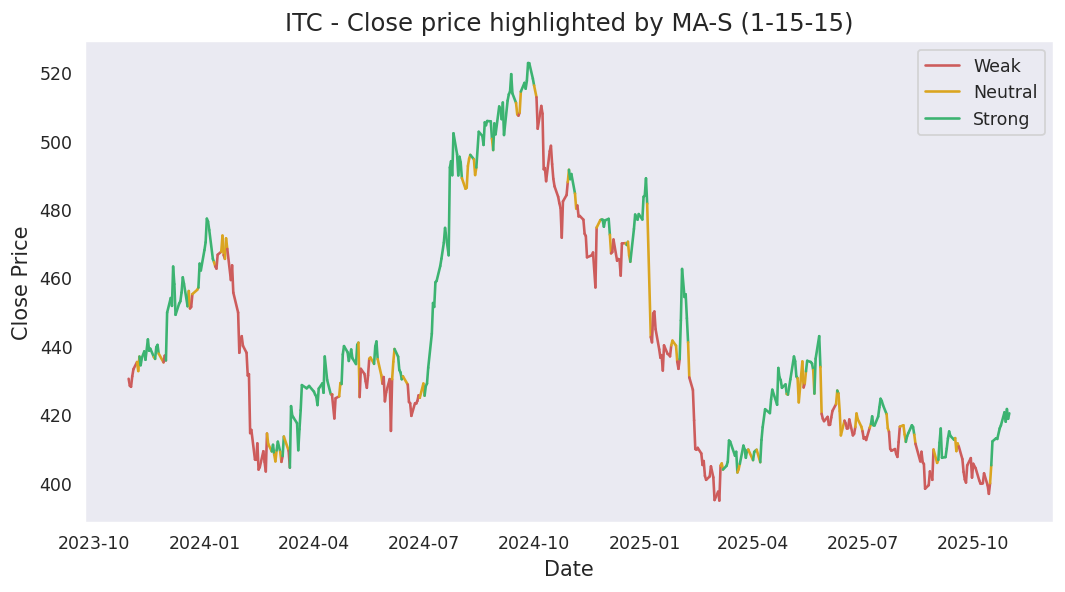 ITC - Close price highlighted by MA-S (1-15-15)
Weak
Neutral
Strong
Close Price
520
500
480
460
440
420
400
2023-10 2024-01 2024-04 2024-07 2024-10 2025-01 2025-04 2025-07 2025-10
Date